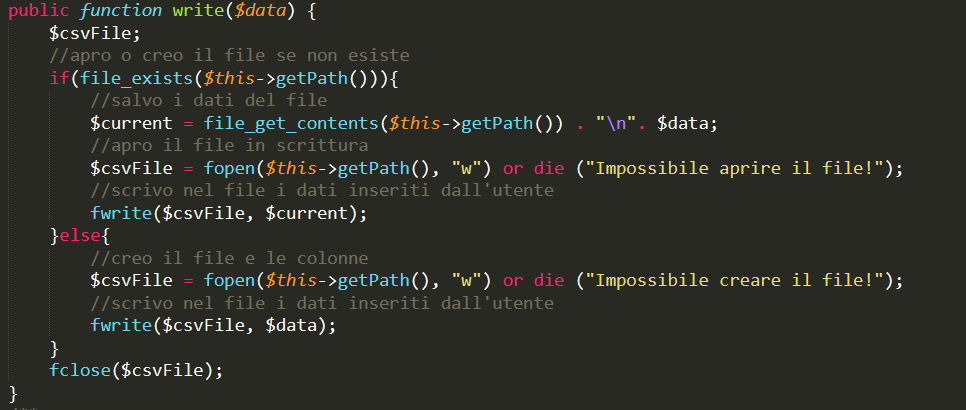 public function write($data) {
    $csvFile;
    //apro o creo il file se non esiste
    if(file_exists($this->getPath())){
        //salvo i dati del file
        $current = file_get_contents($this->getPath()) . "\n". $data;
        //apro il file in scrittura
        $csvFile = fopen($this->getPath(), "w") or die ("Impossibile aprire il file!");
        //scrivo nel file i dati inseriti dall'utente
        fwrite($csvFile, $current);
    }else{
        //creo il file e le colonne
        $csvFile = fopen($this->getPath(), "w") or die ("Impossibile creare il file!");
        //scrivo nel file i dati inseriti dall'utente
        fwrite($csvFile, $data);
    }
    fclose($csvFile);
}